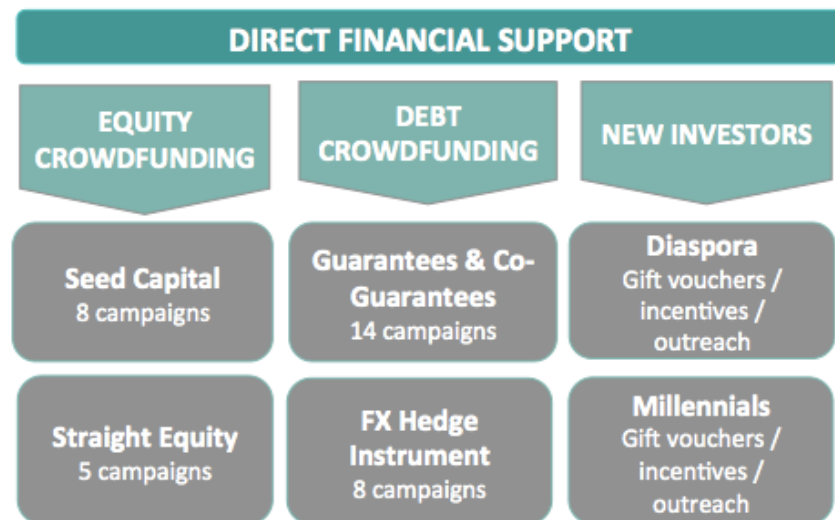 DIRECT FINANCIAL SUPPORT
EQUITY
CROWDFUNDING
DEBT
CROWDFUNDING
NEW INVESTORS
Seed Capital
8 campaigns
Guarantees & Co-
Guarantees
14 campaigns
Diaspora
Gift vouchers /
incentives /
outreach
Straight Equity
5 campaigns
FX Hedge
Instrument
8 campaigns
Millennials
Gift vouchers /
incentives /
outreach